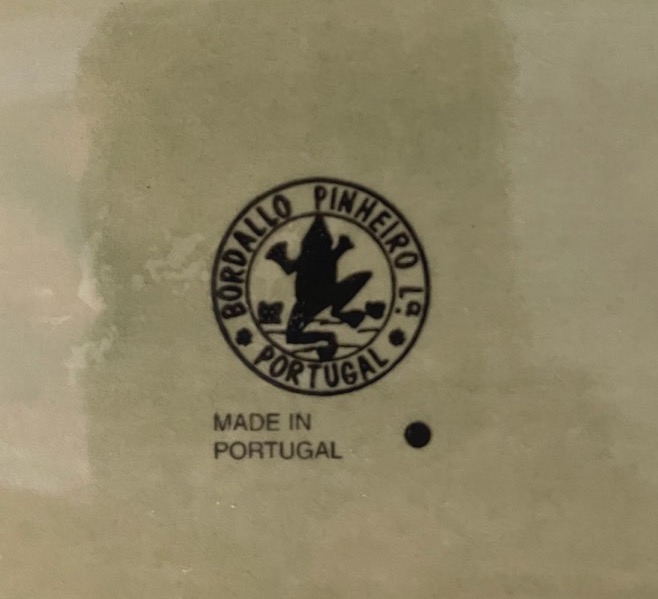 BORDALLO PINHEIRO Lª.
PORTUGAL
MADE IN
PORTUGAL